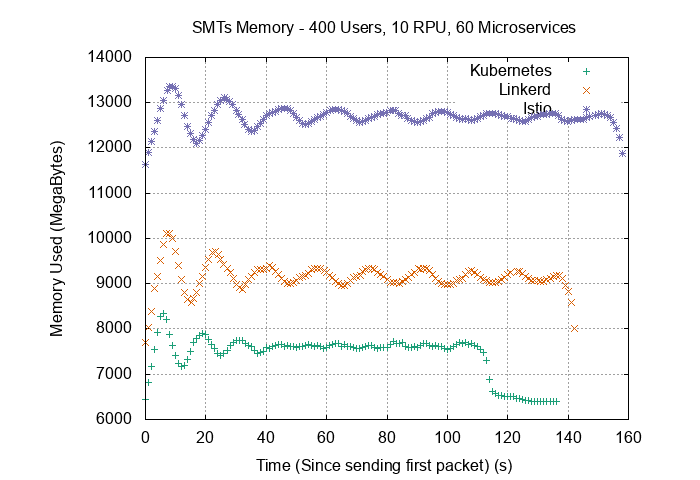 SMTs Memory - 400 Users, 10 RPU, 60 Microservices
14000
13000
12000
11000
10000
9000
8000
7000
6000
Memory Used (MegaBytes)
Kubernetes
Linkerd
Istio
0 20 40 60 80 100 120 140 160
Time (Since sending first packet) (s)